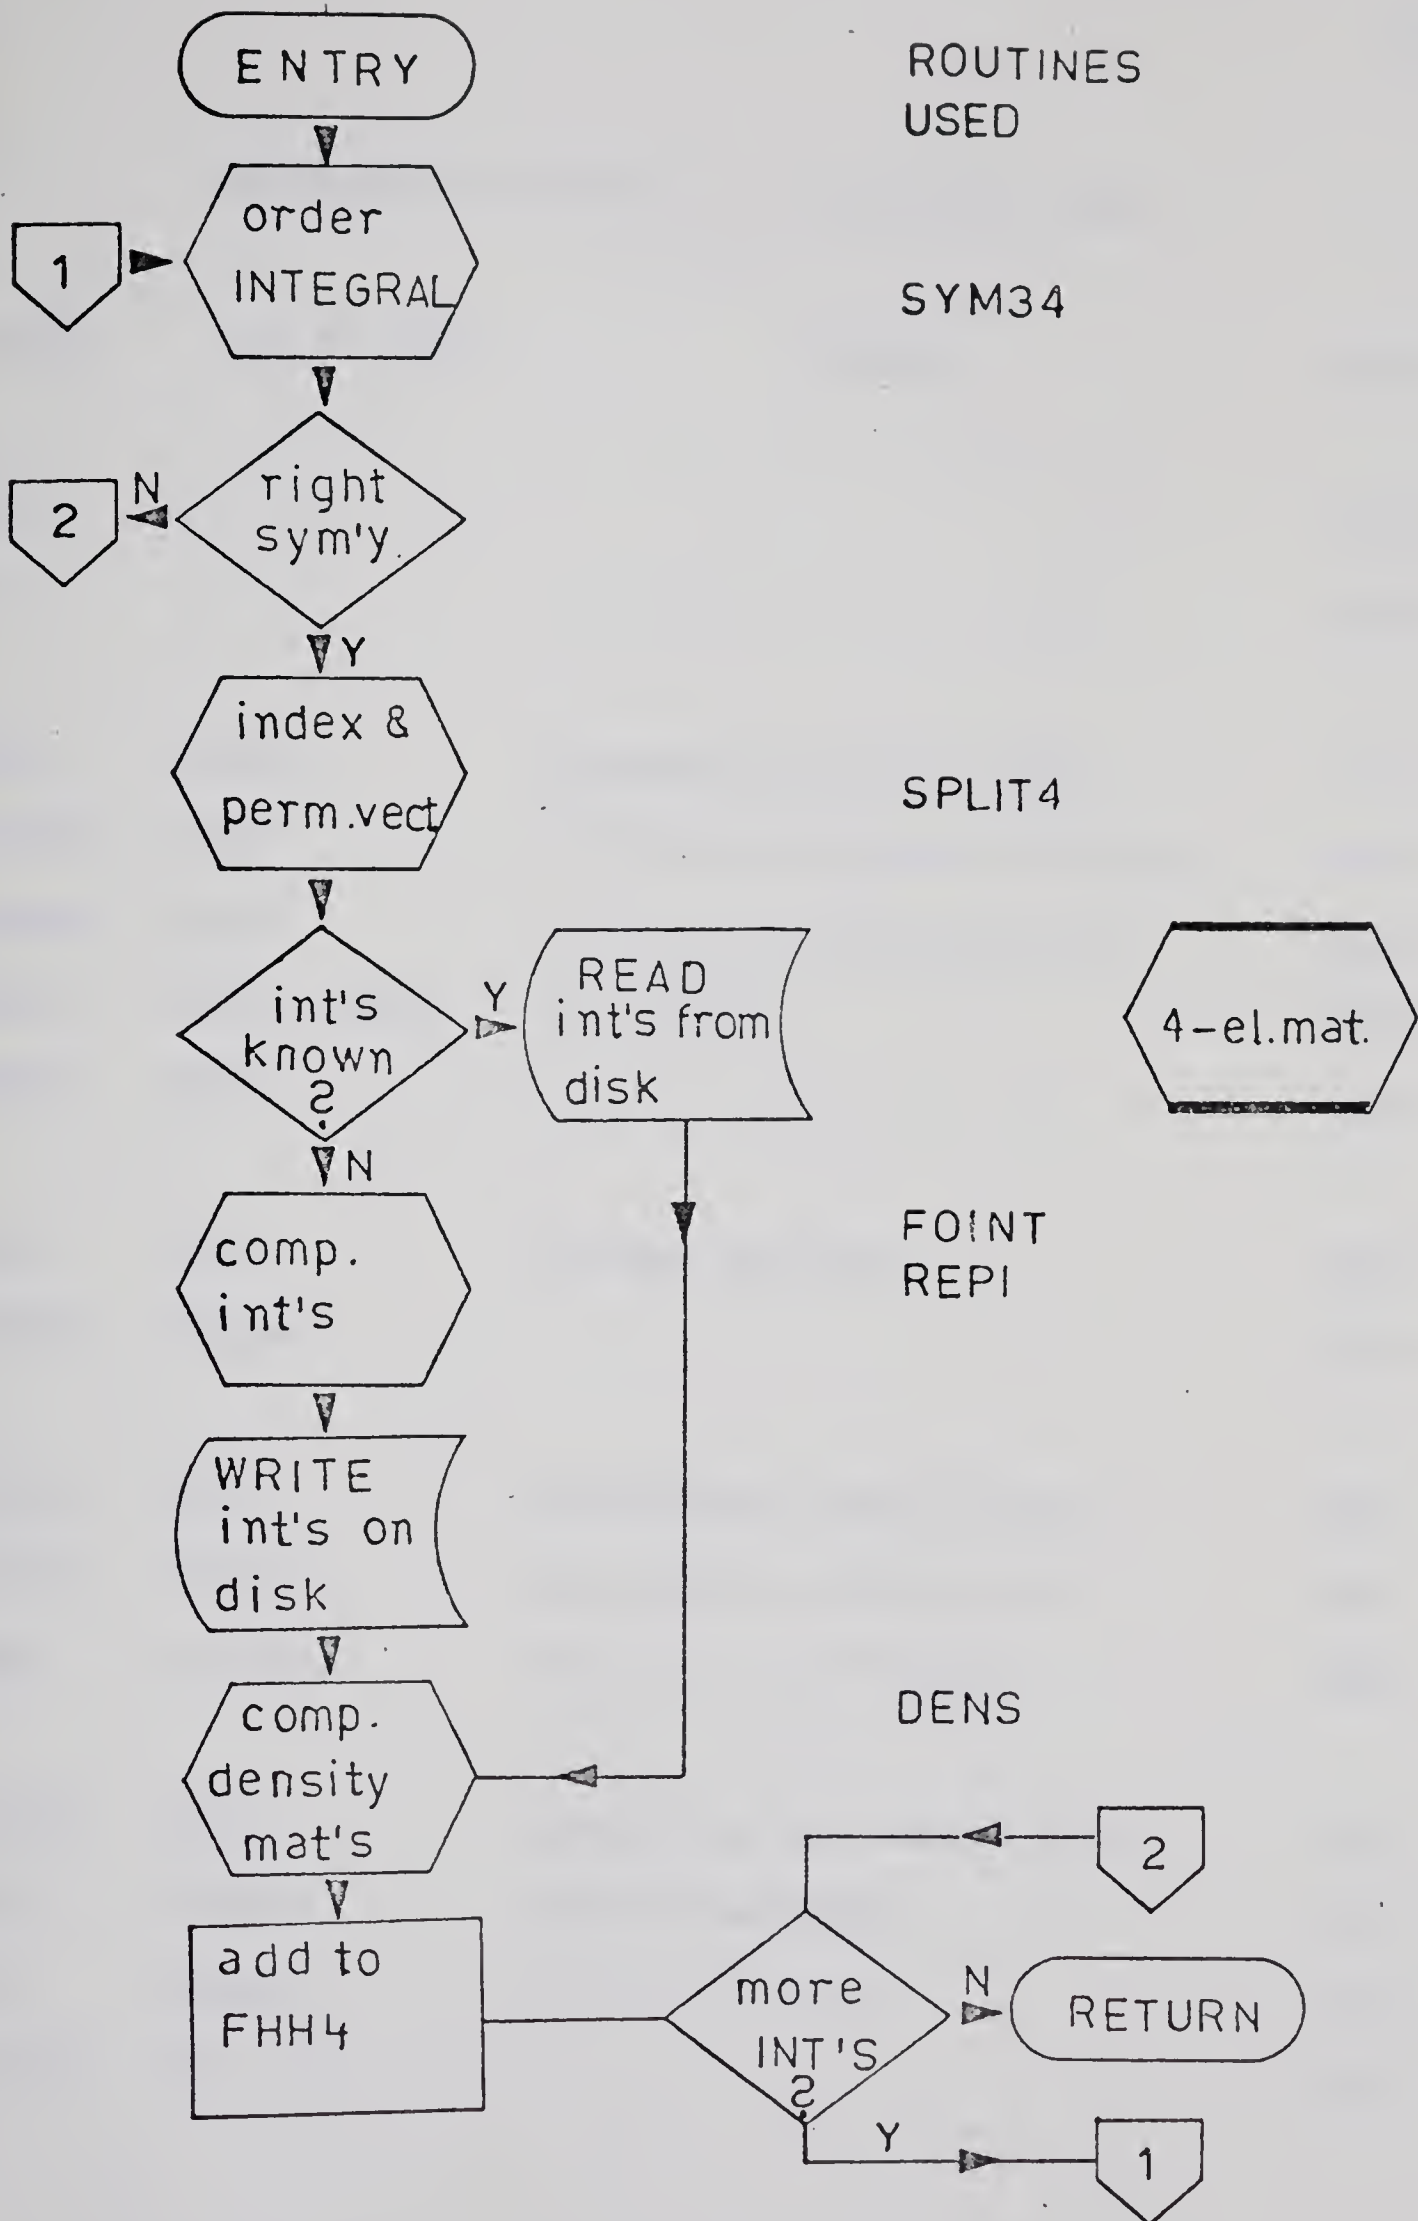 ENTRY
ROUTINES
USED
order
INTEGRAL
1
SYM34
right
sym'y.
N
2
Y
index &
perm.vect
SPLIT4
int's
known
?
Y
READ
int's from
disk
4-el.mat.
N
comp.
int's
FOINT
REPI
WRITE
int's on
disk
comp.
density
mat's
DENS
2
add to
FHH4
more
INT'S
?
N
RETURN
Y
1